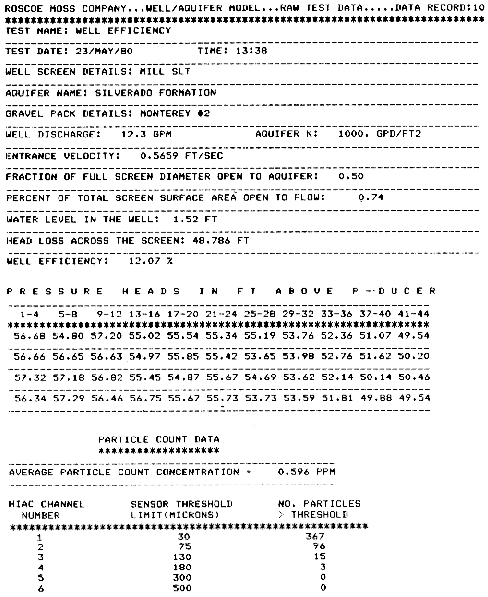 ROSCOE MOSS COMPANY...WELL/AQUIFER MODEL...RAW TEST DATA.....DATA RECORD:10
TEST NAME: WELL EFFICIENCY
TEST DATE: 23/MAY/80 TIME: 13:38
WELL SCREEN DETAILS: MILL SLT
AQUIFER NAME: SILVERADO FORMATION
GRAVEL PACK DETAILS: MONTEREY #2
WELL DISCHARGE: 12.3 GPM AQUIFER K: 1000. GPD/FT2
ENTRANCE VELOCITY: 0.5659 FT/SEC
FRACTION OF FULL SCREEN DIAMETER OPEN TO AQUIFER: 0.50
PERCENT OF TOTAL SCREEN SURFACE AREA OPEN TO FLOW: 0.74
WATER LEVEL IN THE WELL: 1.52 FT
HEAD LOSS ACROSS THE SCREEN: 48.786 FT
WELL EFFICIENCY: 12.07 %
P R E S S U R E H E A D S I N F T A B O V E P -- D U C E R
1-4 5-8 9-12 13-16 17-20 21-24 25-28 29-32 33-36 37-40 41-44
56.68 54.80 57.20 55.02 55.54 55.34 55.19 53.76 52.36 51.07 49.54
56.66 56.65 56.63 54.97 55.85 55.42 53.65 53.98 52.76 51.62 50.20
57.32 57.18 56.82 55.45 54.87 55.67 54.69 53.62 52.14 50.14 50.46
56.34 57.29 56.46 56.75 55.67 55.73 53.73 53.59 51.81 49.88 49.54
PARTICLE COUNT DATA
*******************
AVERAGE PARTICLE COUNT CONCENTRATION - 0.596 PPM
HIAC CHANNEL SENSOR THRESHOLD NO. PARTICLES
NUMBER LIMIT(MICRONS) > THRESHOLD
1 30 367
2 75 96
3 130 15
4 180 3
5 300 0
6 500 0